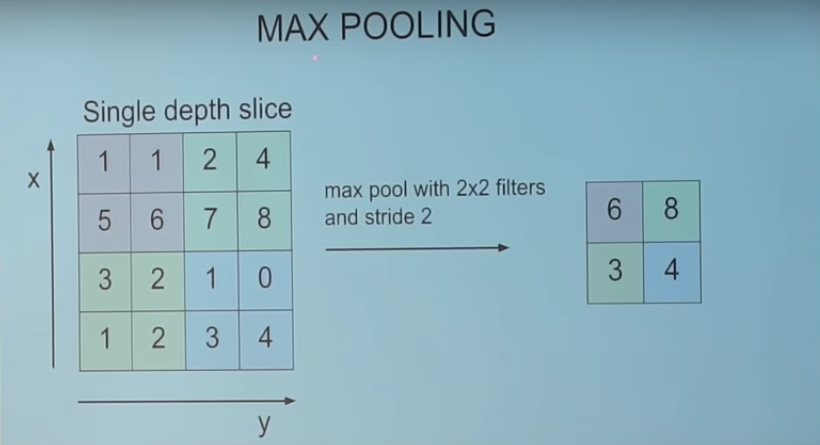 MAX POOLING
Single depth slice
x
1 1 2 4
5 6 7 8
3 2 1 0
1 2 3 4
y
max pool with 2x2 filters
and stride 2
6 8
3 4